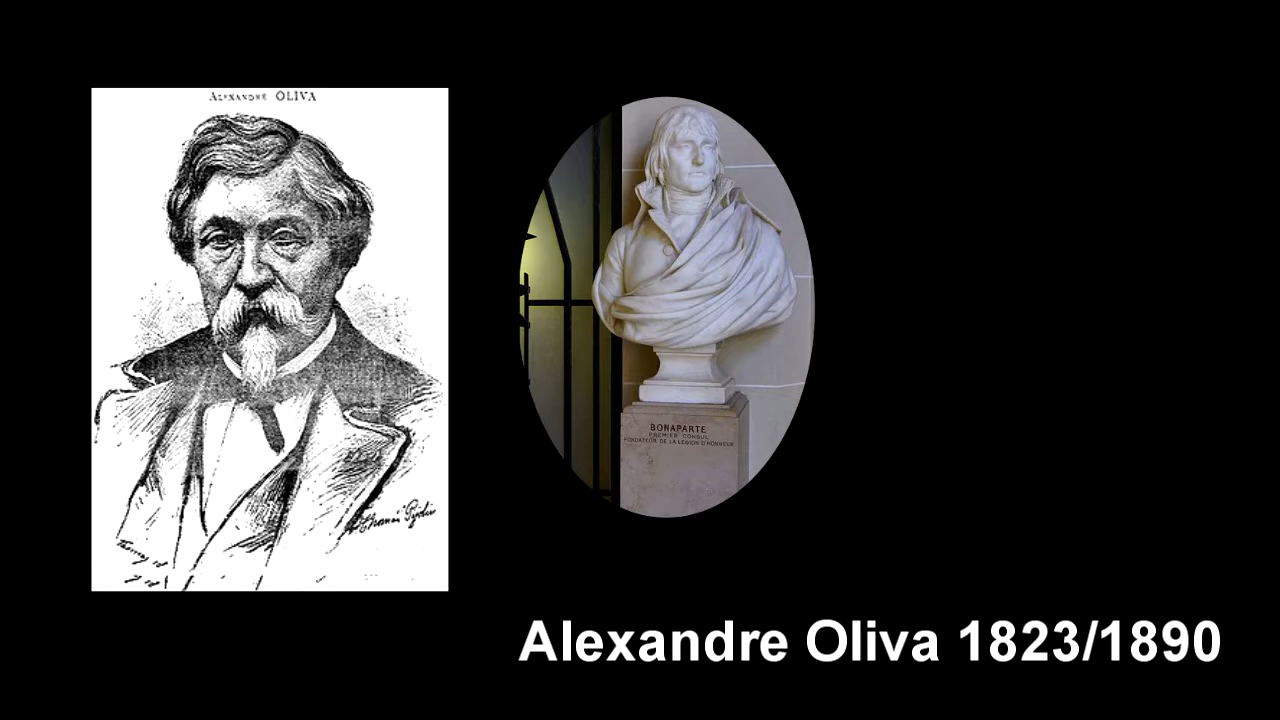 ALEXANDRE OLIVA
BONAPARTE
PREMIER CONSUL
FONDATEUR DE LA LEGION D'HONNEUR
Alexandre Oliva 1823/1890